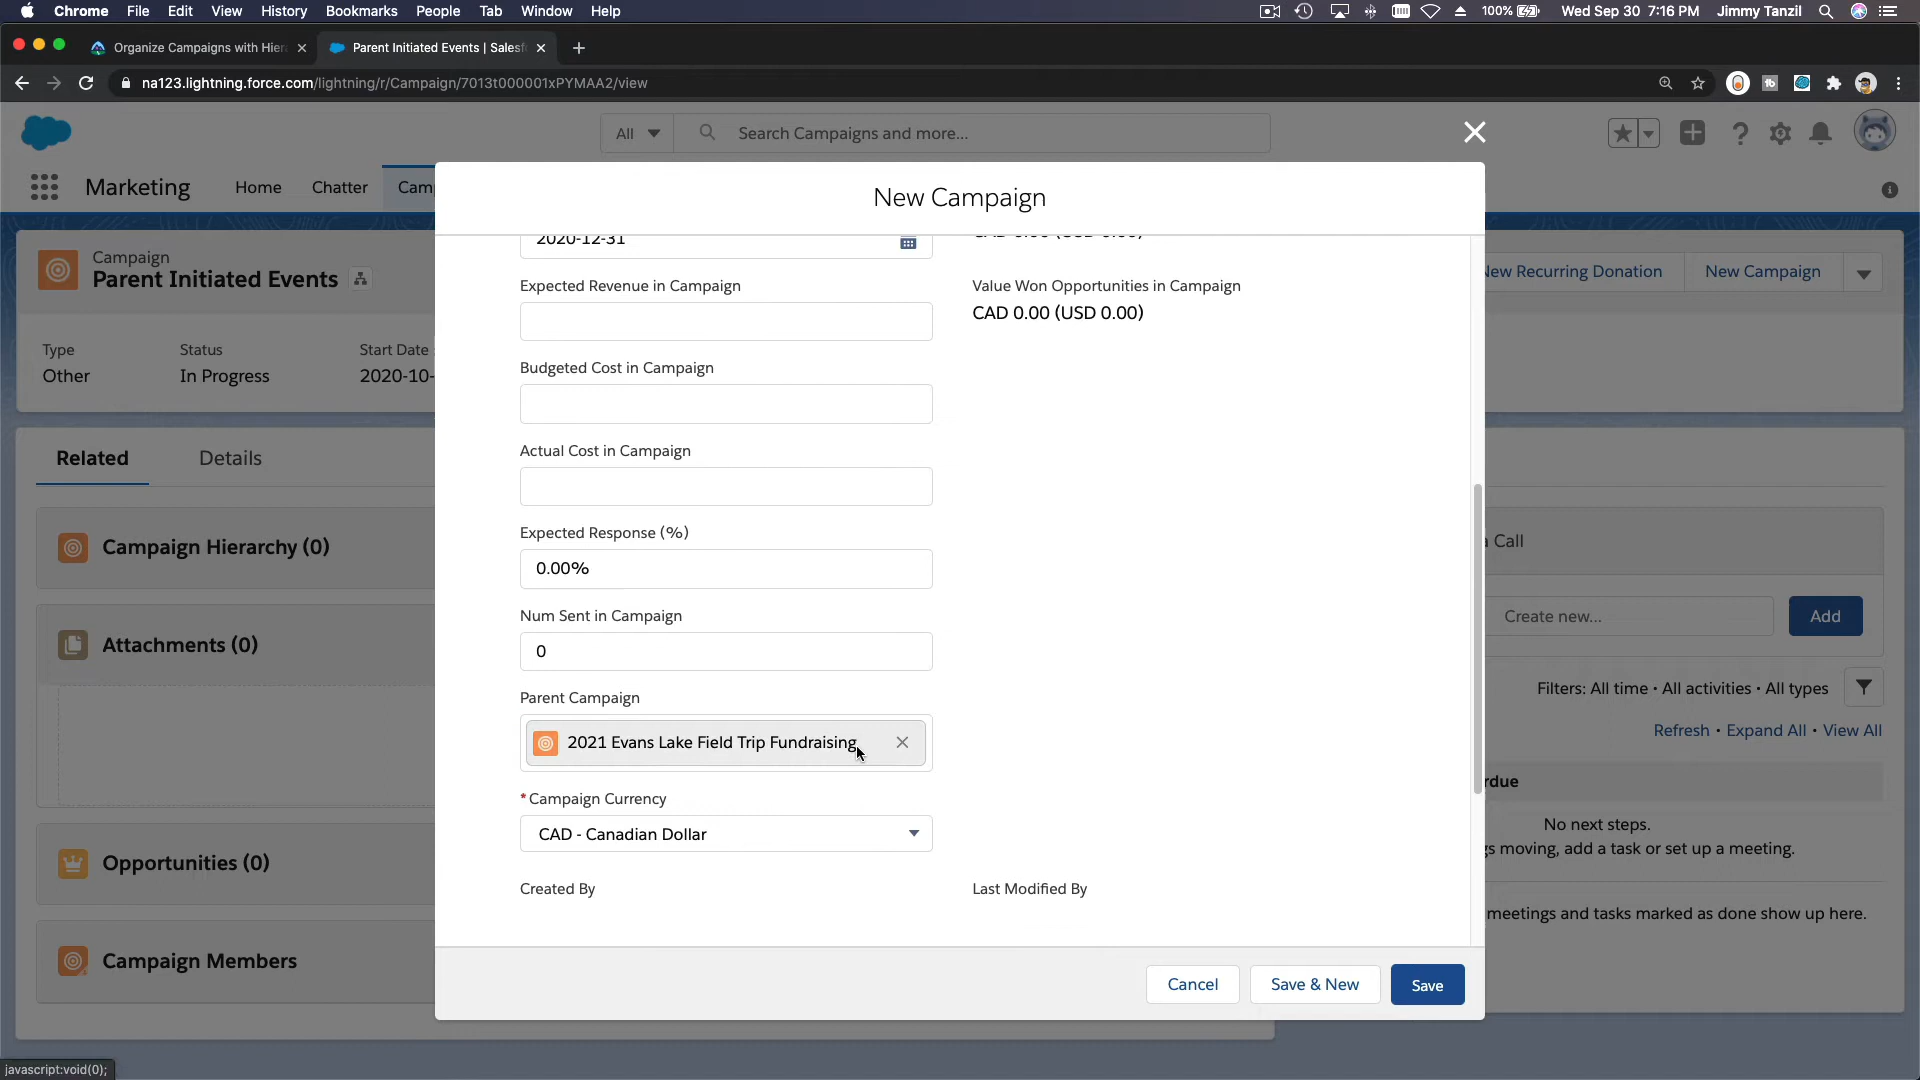 Chrome File Edit View History Bookmarks People Tab Window Help 100% Wed Sep 30 7:16 PM Jimmy Tanzil
Organize Campaigns with Hier Parent Initiated Events | Salesf
na123.lightning.force.com/lightning/r/Campaign/7013t000001xPYMAA2/view
All Search Campaigns and more...
Marketing Home Chatter Camp
New Campaign
Campaign
Parent Initiated Events
New Recurring Donation New Campaign
Type Status Start Date
Other In Progress 2020-10-
Related Details
Campaign Hierarchy (0)
Attachments (0)
Opportunities (0)
Campaign Members
2020-12-31
CAD 0.00 (USD 0.00)
Expected Revenue in Campaign
Value Won Opportunities in Campaign
CAD 0.00 (USD 0.00)
Budgeted Cost in Campaign
Actual Cost in Campaign
Expected Response (%)
0.00%
Num Sent in Campaign
0
Parent Campaign
2021 Evans Lake Field Trip Fundraising
*Campaign Currency
CAD - Canadian Dollar
Created By
Last Modified By
Cancel Save & New Save
a Call
Create new... Add
Filters: All time • All activities • All types
Refresh • Expand All • View All
rdue
No next steps.
gs moving, add a task or set up a meeting.
meetings and tasks marked as done show up here.
javascript:void(0);